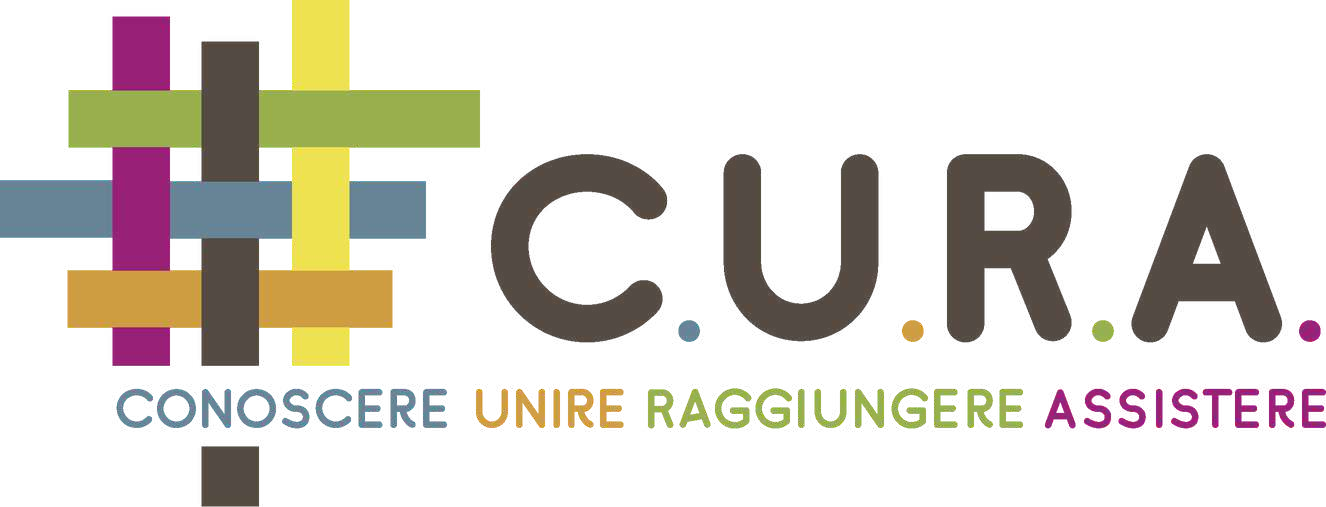 C.U.R.A.
CONOSCERE UNIRE RAGGIUNGERE ASSISTERE